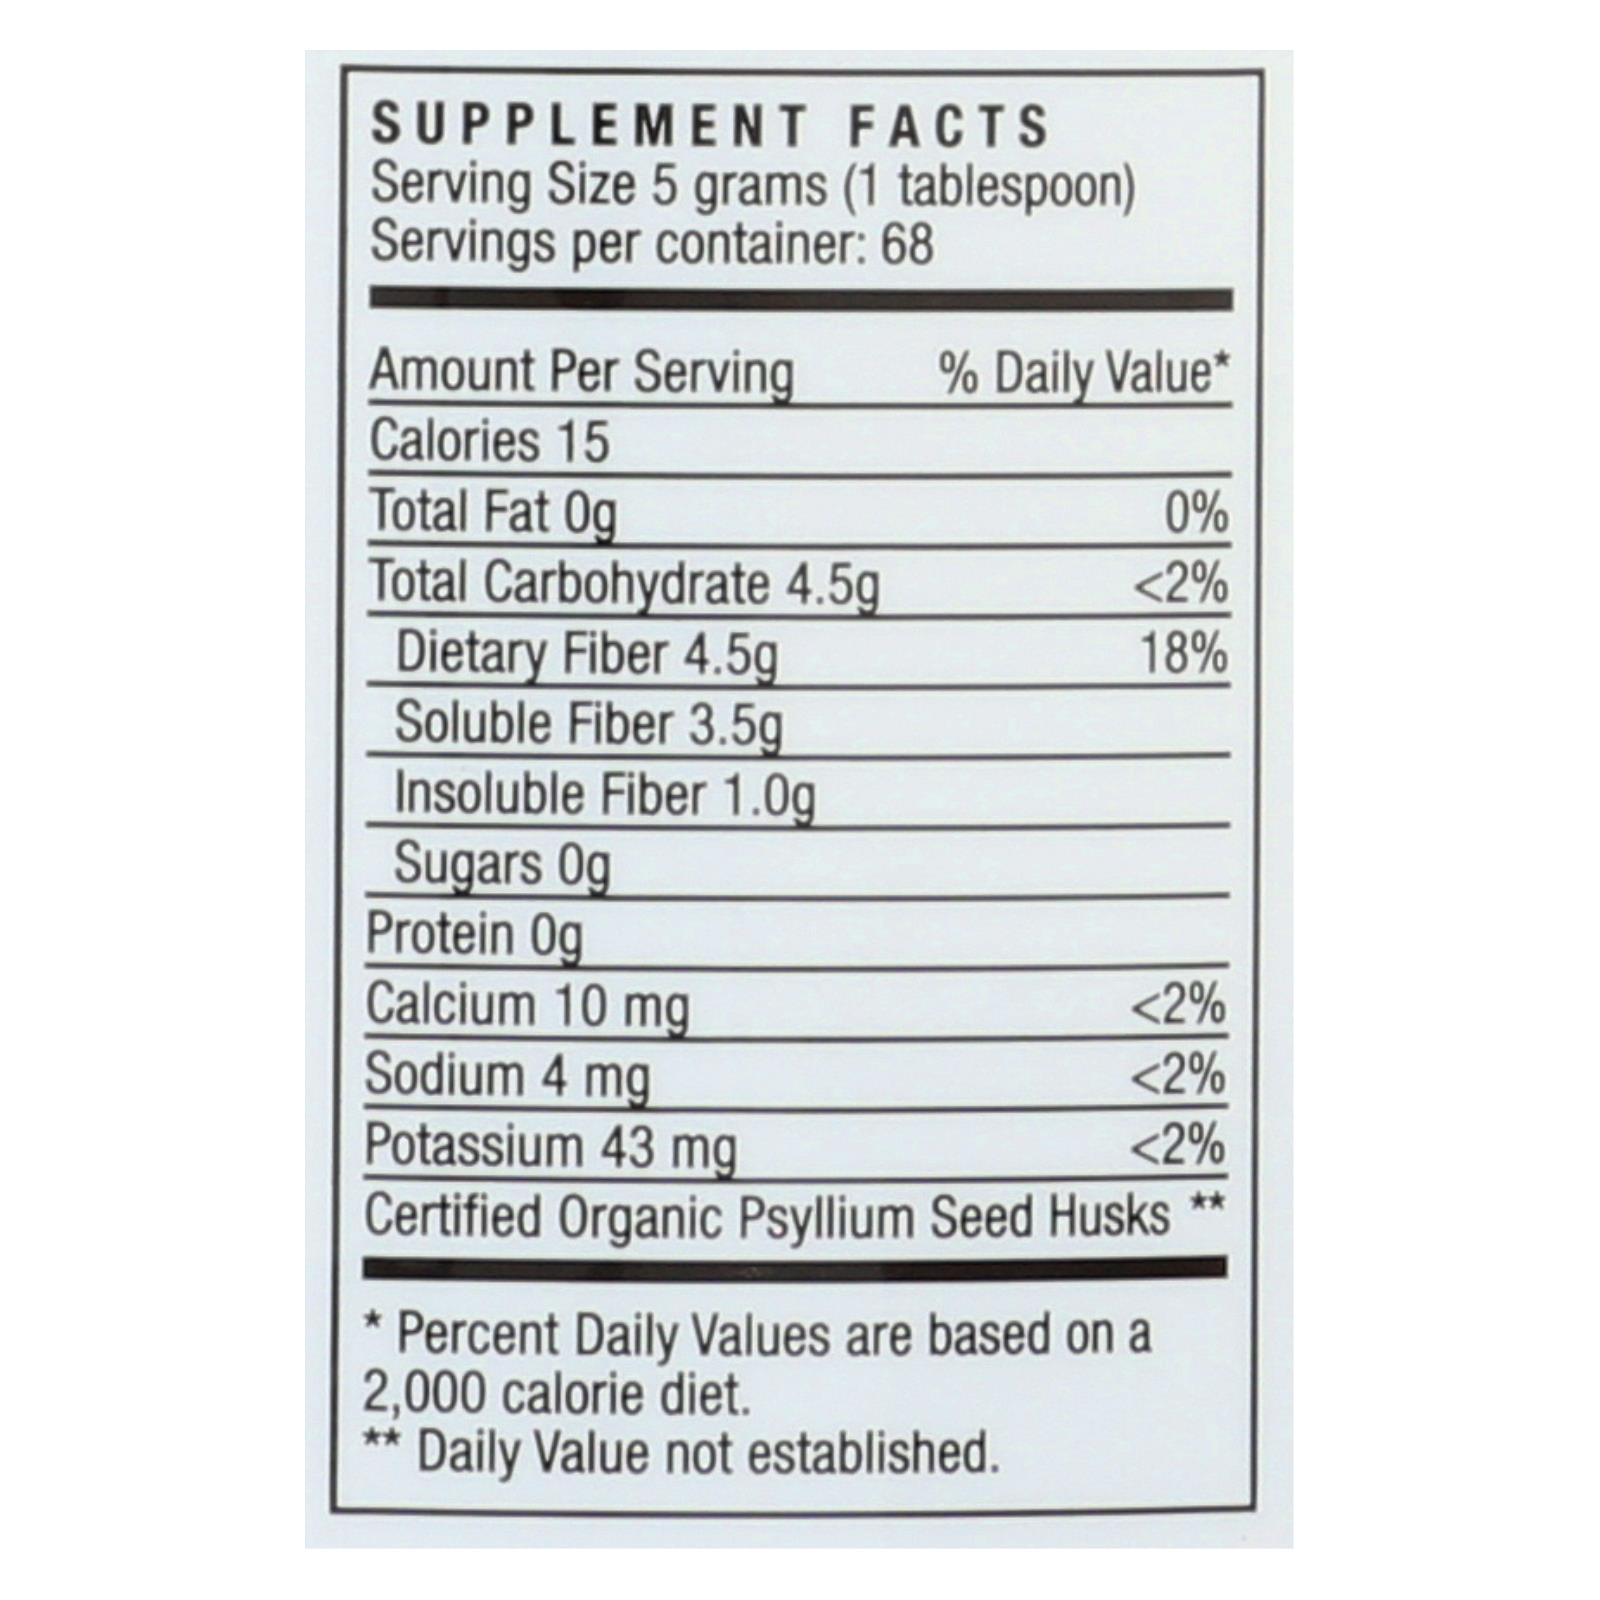 SUPPLEMENT FACTS
Serving Size 5 grams (1 tablespoon)
Servings per container: 68
Amount Per Serving % Daily Value*
Calories 15
Total Fat 0g 0%
Total Carbohydrate 4.5g <2%
Dietary Fiber 4.5g 18%
Soluble Fiber 3.5g
Insoluble Fiber 1.0g
Sugars 0g
Protein 0g
Calcium 10 mg <2%
Sodium 4 mg <2%
Potassium 43 mg <2%
Certified Organic Psyllium Seed Husks **
* Percent Daily Values are based on a
2,000 calorie diet.
** Daily Value not established.